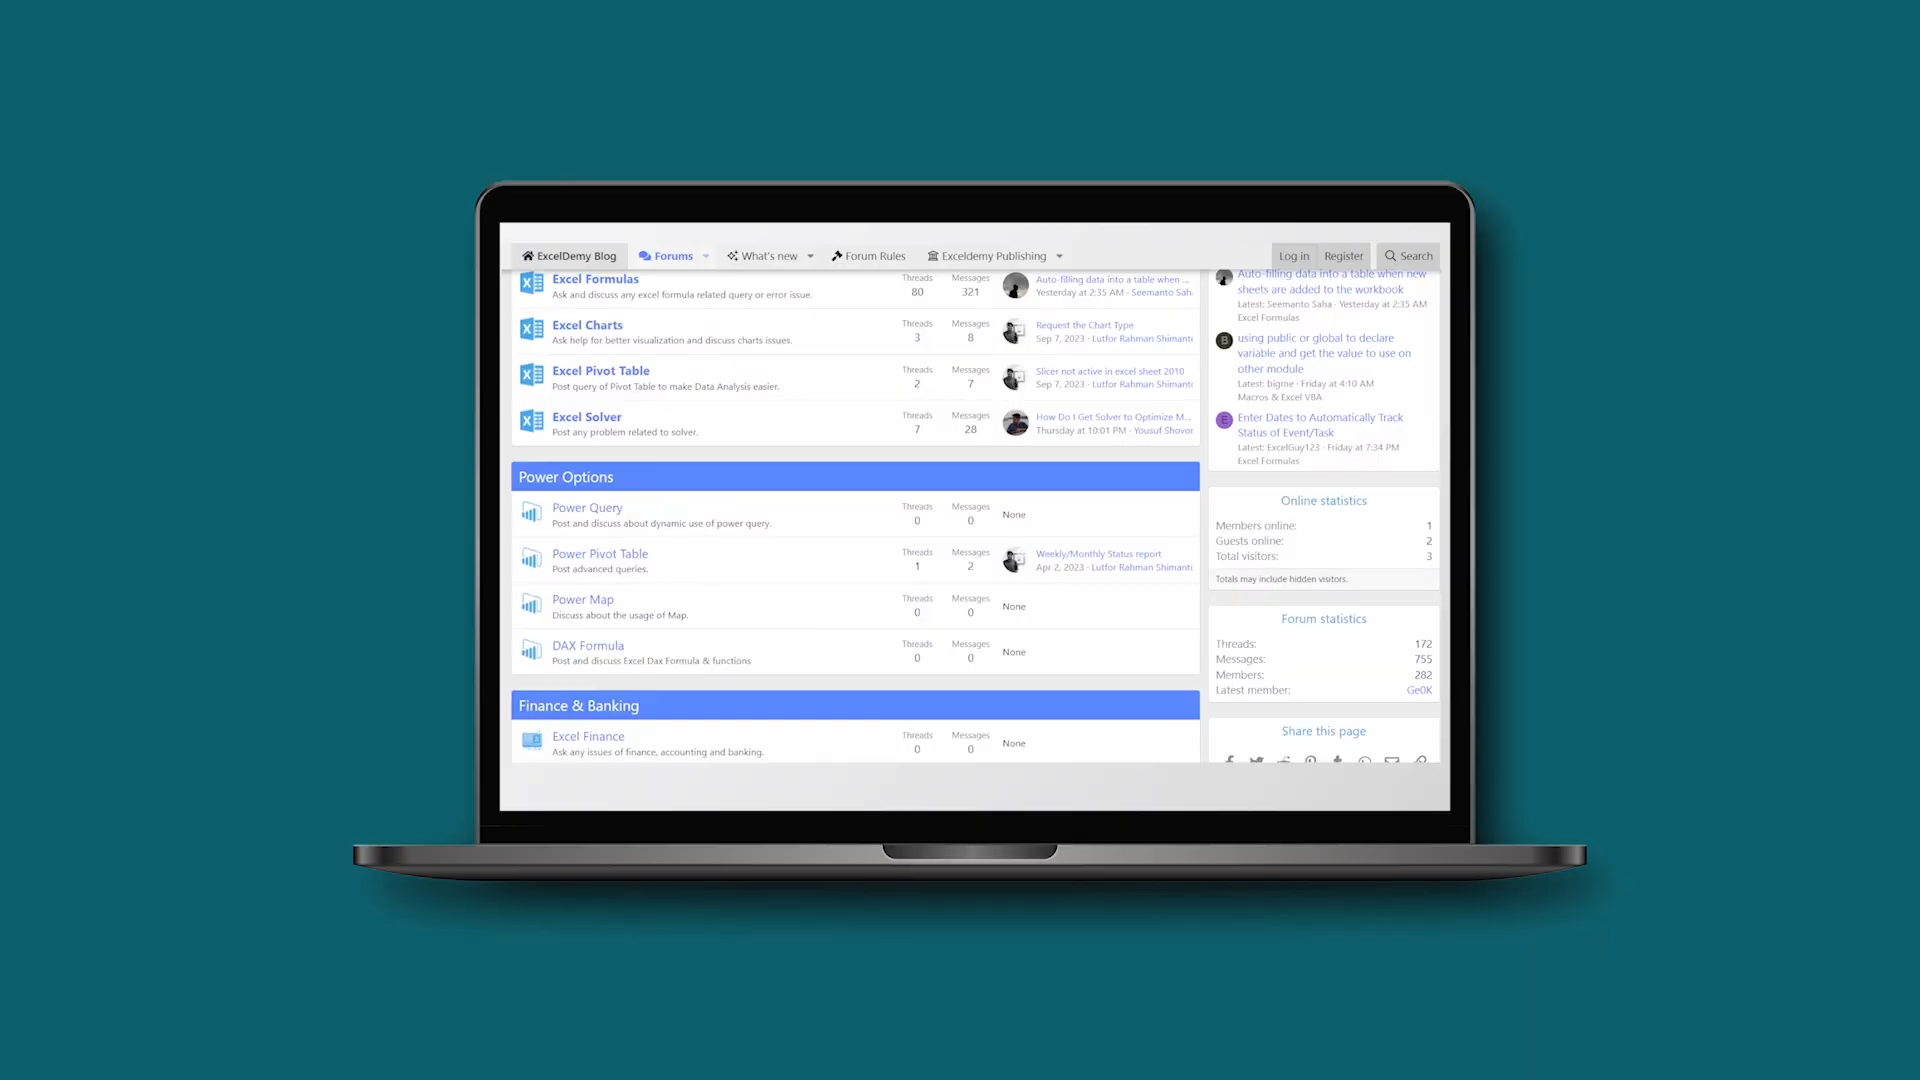 ExcelDemy Blog Forums What's new Forum Rules Exceldemy Publishing Log in Register Search
Excel Formulas
Ask and discuss any excel formula related query or error issue.
Threads
80
Messages
321
Auto-filling data into a table when ...
Yesterday at 2:35 AM · Seemanto Sah
Excel Charts
Ask help for better visualization and discuss charts issues.
Threads
3
Messages
8
Request the Chart Type
Sep 7, 2023 · Lutfor Rahman Shimanto
Excel Pivot Table
Post query of Pivot Table to make Data Analysis easier.
Threads
2
Messages
7
Slicer not active in excel sheet 2010
Sep 7, 2023 · Lutfor Rahman Shimanto
Excel Solver
Post any problem related to solver.
Threads
7
Messages
28
How Do I Get Solver to Optimize M...
Thursday at 10:01 PM · Yousuf Shovon
Power Options
Power Query
Post and discuss about dynamic use of power query.
Threads
0
Messages
0
None
Power Pivot Table
Post advanced queries.
Threads
1
Messages
2
Weekly/Monthly Status report
Apr 2, 2023 · Lutfor Rahman Shimanto
Power Map
Discuss about the usage of Map.
Threads
0
Messages
0
None
DAX Formula
Post and discuss Excel Dax Formula & functions
Threads
0
Messages
0
None
Finance & Banking
Excel Finance
Ask any issues of finance, accounting and banking.
Threads
0
Messages
0
None
Auto-filling data into a table when new
sheets are added to the workbook
Latest: Seemanto Saha · Yesterday at 2:35 AM
Excel Formulas
B
using public or global to declare
variable and get the value to use on
other module
Latest: bigme · Friday at 4:10 AM
Macros & Excel VBA
E
Enter Dates to Automatically Track
Status of Event/Task
Latest: ExcelGuy123 · Friday at 7:34 PM
Excel Formulas
Online statistics
Members online: 1
Guests online: 2
Total visitors: 3
Totals may include hidden visitors.
Forum statistics
Threads: 172
Messages: 755
Members: 282
Latest member: Ge0K
Share this page